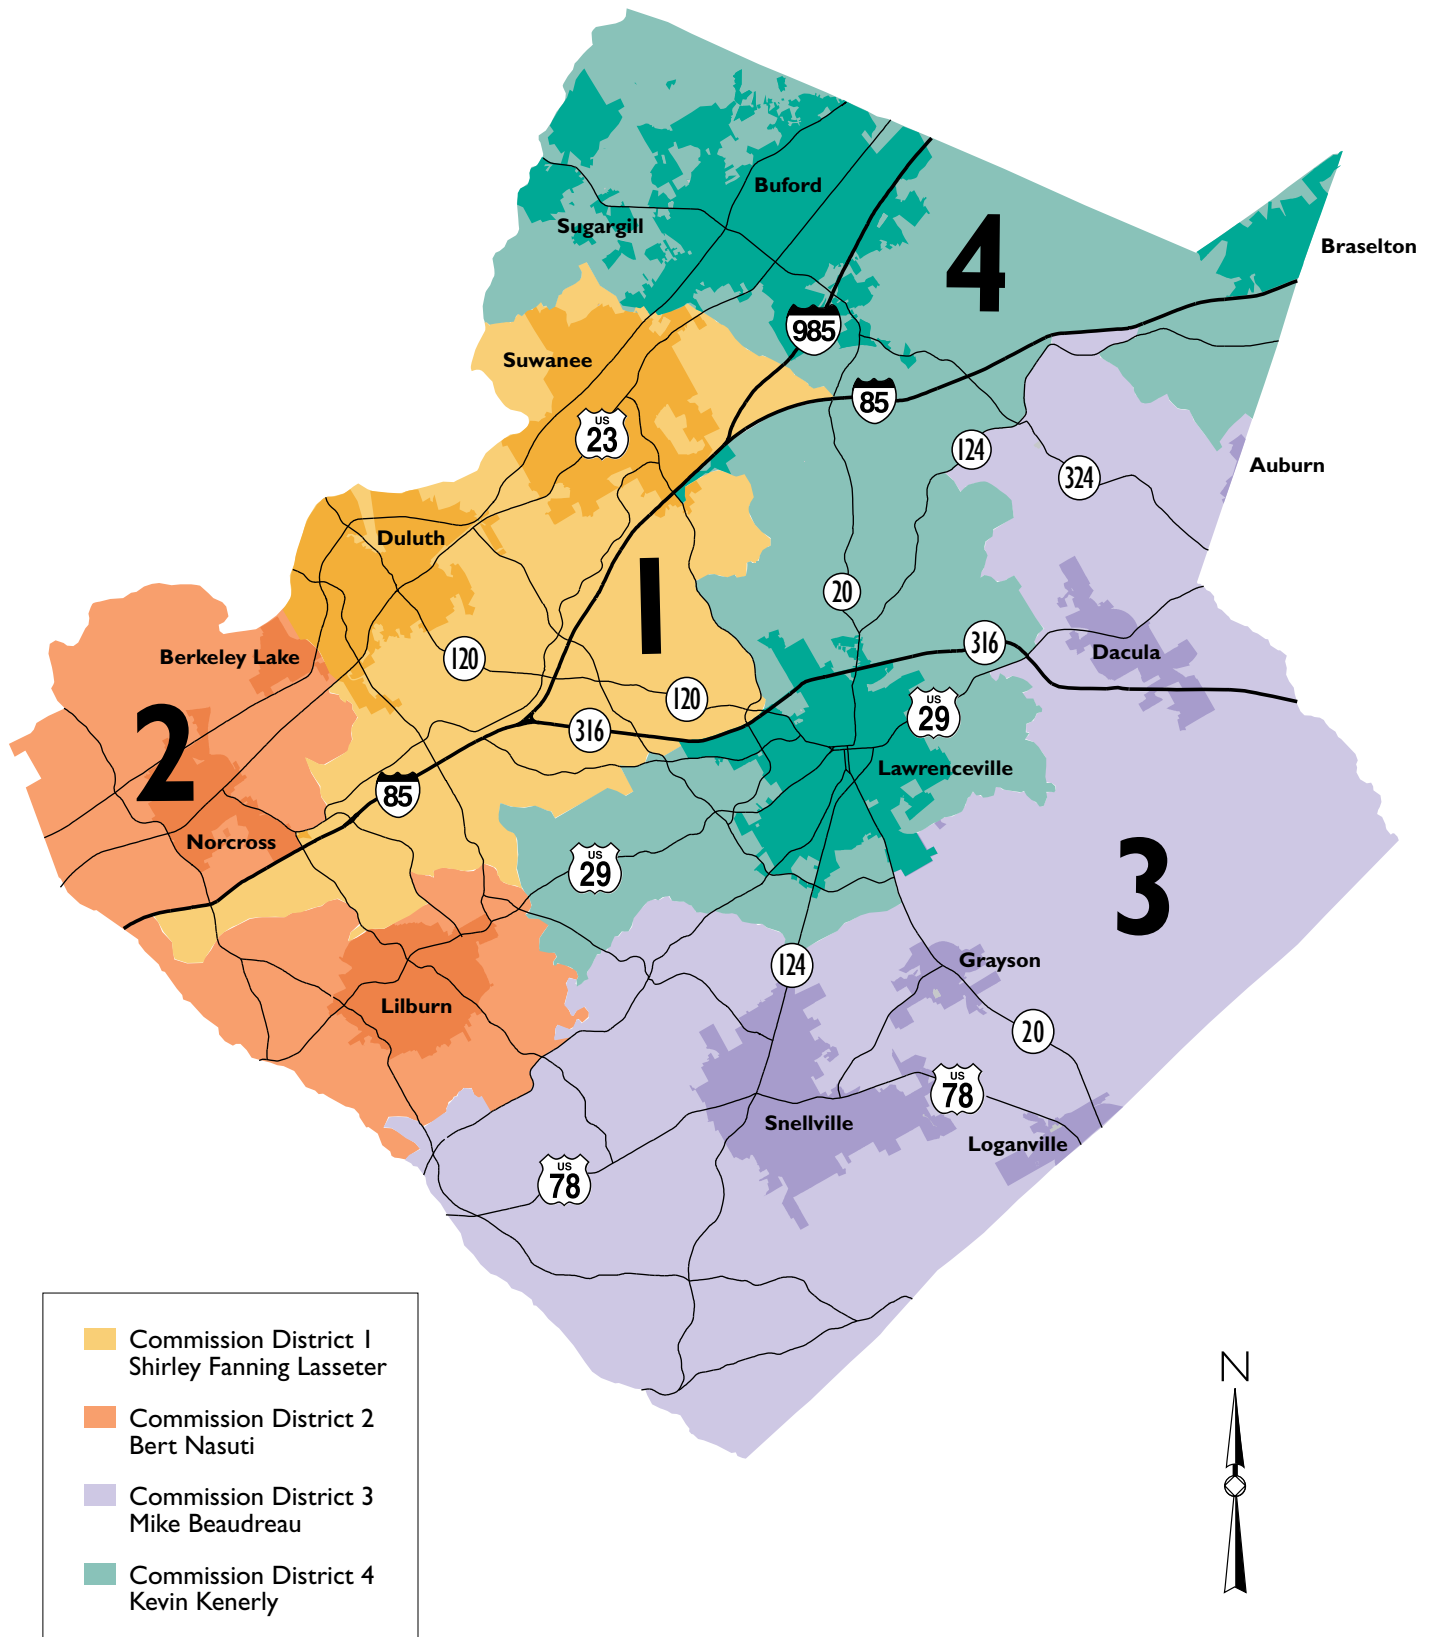 Buford
Sugargill
4
Braselton
985
Suwanee
85
US
23
124
Auburn
324
Duluth
1
20
316
Berkeley Lake
120
Dacula
120
2
US
29
316
Lawrenceville
85
Norcross
US
29
3
124
Grayson
Lilburn
20
US
78
Snellville
Loganville
US
78
N
Commission District 1
Shirley Fanning Lasseter
Commission District 2
Bert Nasuti
Commission District 3
Mike Beaudreau
Commission District 4
Kevin Kenerly